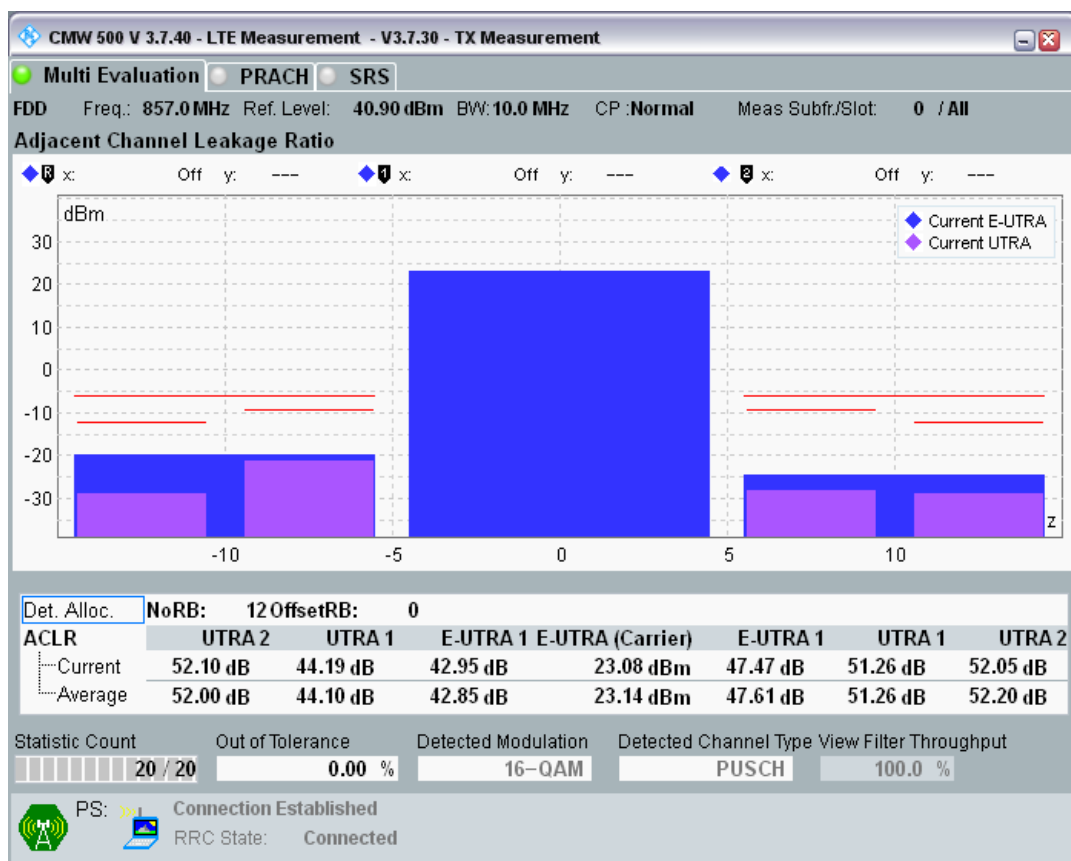 CMW 500 V 3.7.40 - LTE Measurement - V3.7.30 - TX Measurement
Multi Evaluation PRACH SRS
FDD Freq.: 857.0 MHz Ref. Level: 40.90 dBm BW: 10.0 MHz CP :Normal Meas Subfr./Slot: 0 / All
Adjacent Channel Leakage Ratio
R x: Off y: --- 1 x: Off y: --- 2 x: Off y: ---
dBm
Current E-UTRA
Current UTRA
30
20
10
0
-10
-20
-30
z
-10 -5 0 5 10
Det. Alloc. NoRB: 12 OffsetRB: 0
ACLR UTRA 2 UTRA 1 E-UTRA 1 E-UTRA (Carrier) E-UTRA 1 UTRA 1 UTRA 2
Current 52.10 dB 44.19 dB 42.95 dB 23.08 dBm 47.47 dB 51.26 dB 52.05 dB
Average 52.00 dB 44.10 dB 42.85 dB 23.14 dBm 47.61 dB 51.26 dB 52.20 dB
Statistic Count Out of Tolerance Detected Modulation Detected Channel Type View Filter Throughput
20 / 20 0.00 % 16-QAM PUSCH 100.0 %
PS: Connection Established
RRC State: Connected